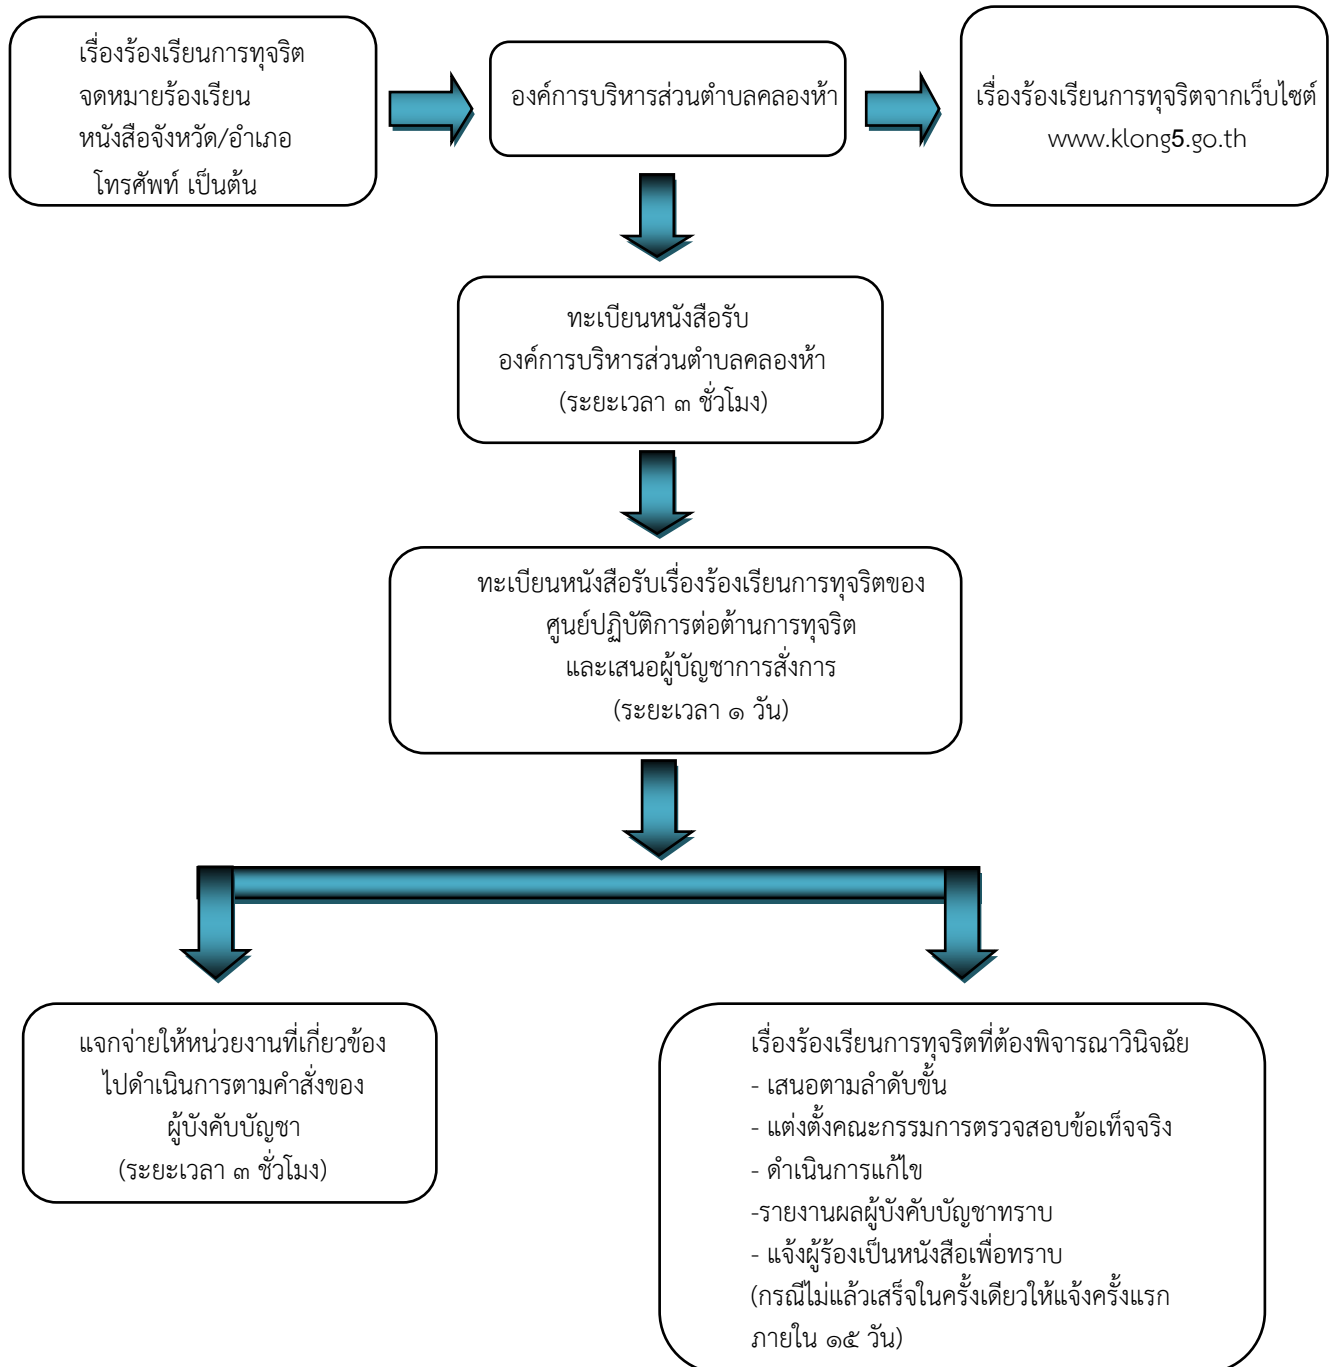 เรื่องร้องเรียนการทุจริต
จดหมายร้องเรียน
หนังสือจังหวัด/อำเภอ
โทรศัพท์ เป็นต้น
องค์การบริหารส่วนตำบลคลองห้า
เรื่องร้องเรียนการทุจริตจากเว็บไซต์
www.klong5.go.th
ทะเบียนหนังสือรับ
องค์การบริหารส่วนตำบลคลองห้า
(ระยะเวลา ๓ ชั่วโมง)
ทะเบียนหนังสือรับเรื่องร้องเรียนการทุจริตของ
ศูนย์ปฏิบัติการต่อต้านการทุจริต
และเสนอผู้บัญชาการสั่งการ
(ระยะเวลา ๑ วัน)
แจกจ่ายให้หน่วยงานที่เกี่ยวข้อง
ไปดำเนินการตามคำสั่งของ
ผู้บังคับบัญชา
(ระยะเวลา ๓ ชั่วโมง)
เรื่องร้องเรียนการทุจริตที่ต้องพิจารณาวินิจฉัย
- เสนอตามลำดับขั้น
- แต่งตั้งคณะกรรมการตรวจสอบข้อเท็จจริง
- ดำเนินการแก้ไข
-รายงานผลผู้บังคับบัญชาทราบ
- แจ้งผู้ร้องเป็นหนังสือเพื่อทราบ
(กรณีไม่แล้วเสร็จในครั้งเดียวให้แจ้งครั้งแรก
ภายใน ๑๕ วัน)